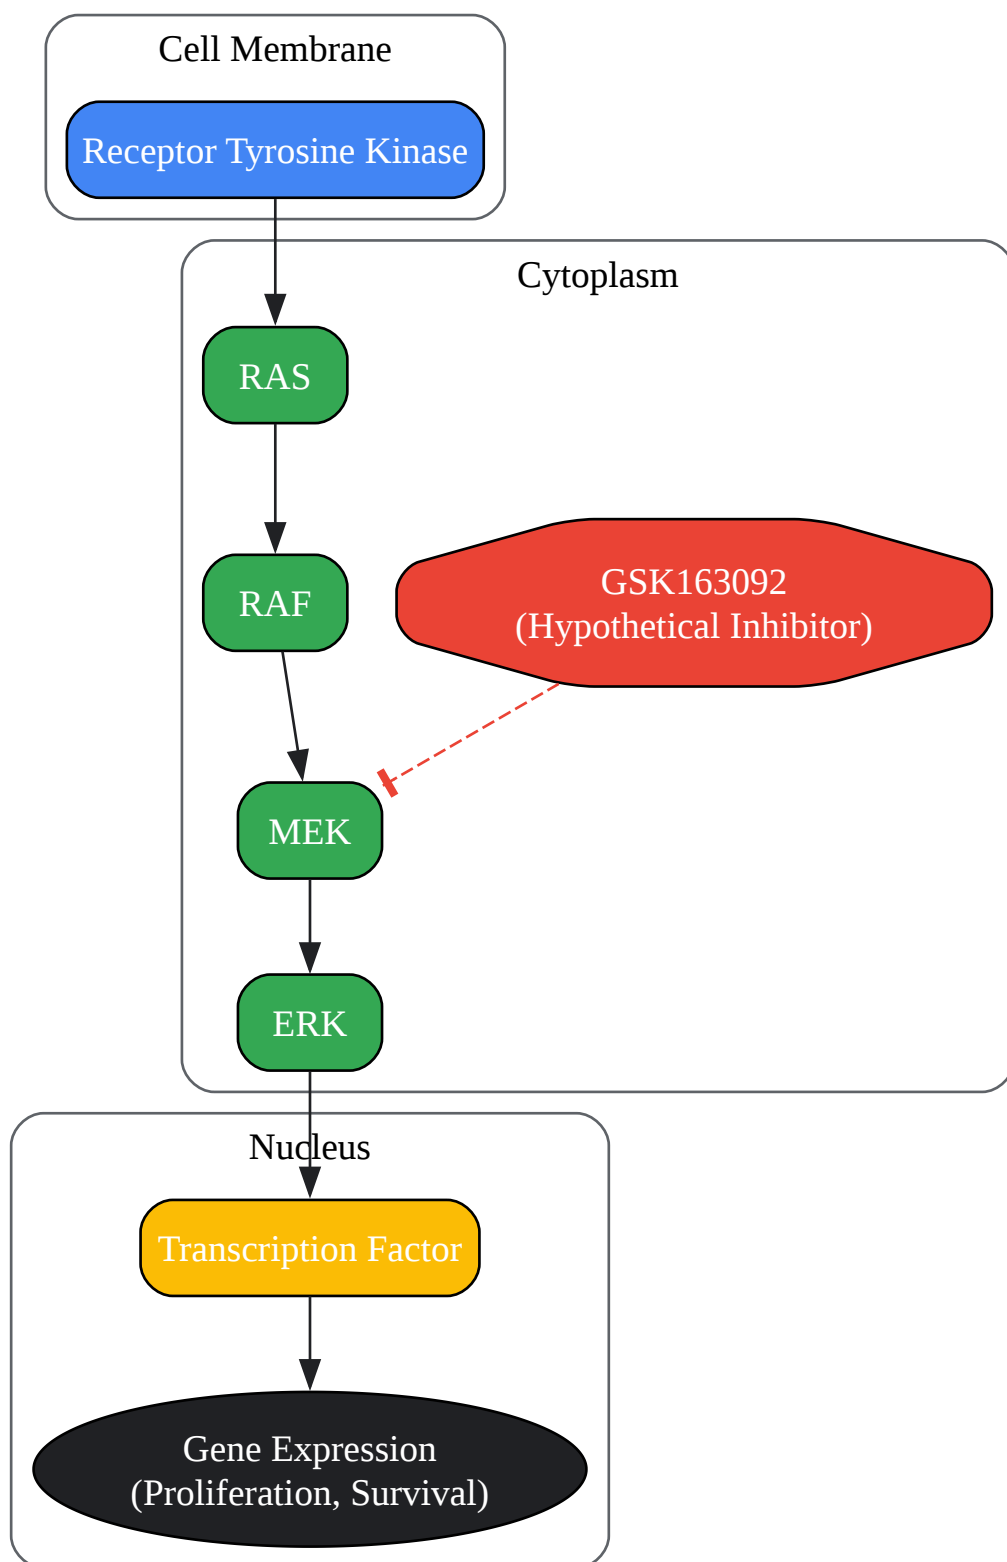 Cell Membrane
Receptor Tyrosine Kinase
Cytoplasm
RAS
RAF
GSK163092
(Hypothetical Inhibitor)
MEK
ERK
Nucleus
Transcription Factor
Gene Expression
(Proliferation, Survival)